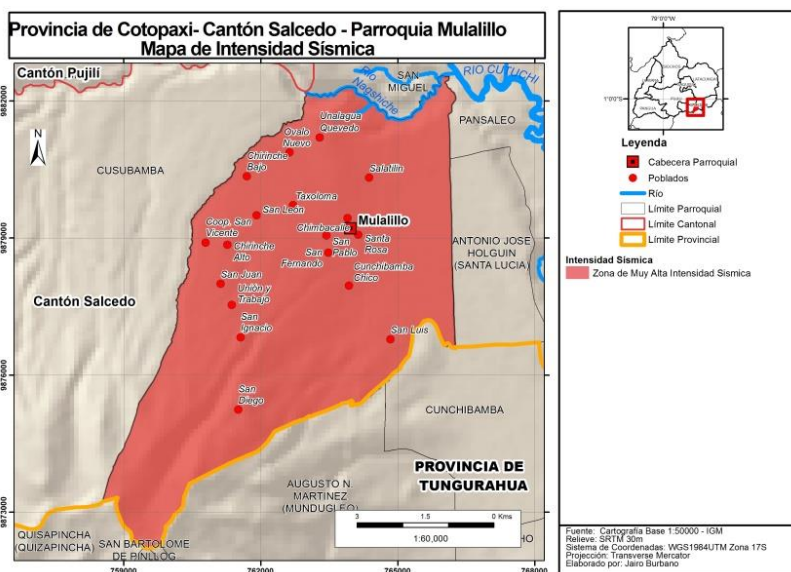 Provincia de Cotopaxi- Cantón Salcedo - Parroquia Mulalillo
Mapa de Intensidad Sísmica
Cantón Pujilí
Río
Nagshiche
SAN
MIGUEL
RIO CUTUCHI
PANSALEO
CUSUBAMBA
Unalagua
Quevedo
Ovalo
Nuevo
Chirinche
Bajo
Salatilin
Taxoloma
San León
Mulalillo
Coop. San
Vicente
Chirinche
Alto
Chimbacalle
San
Pablo
Santa
Rosa
San
Fernando
Cunchibamba
Chico
ANTONIO JOSE
HOLGUIN
(SANTA LUCIA)
San Juan
Unión y
Trabajo
Cantón Salcedo
San
Ignacio
San Luis
San
Diego
CUNCHIBAMBA
PROVINCIA DE
TUNGURAHUA
AUGUSTO N.
MARTINEZ
(MUNDUGLEO)
QUISAPINCHA
(QUIZAPINCHA)
SAN BARTOLOME
DE PINLLOG
HO
N
3 1.5 0 Kms
1:60,000
9882000
9879000
9876000
9873000
759000 762000 765000 768000
79°0'0"W
1°0'0"S
Leyenda
Cabecera Parroquial
Poblados
Río
Límite Parroquial
Límite Cantonal
Límite Provincial
Intensidad Sísmica
Zona de Muy Alta Intensidad Sismica
Fuente: Cartografía Base 1:50000 - IGM
Relieve: SRTM 30m
Sistema de Coordenadas: WGS1984UTM Zona 17S
Projección: Transverse Mercator
Elaborado por: Jairo Burbano